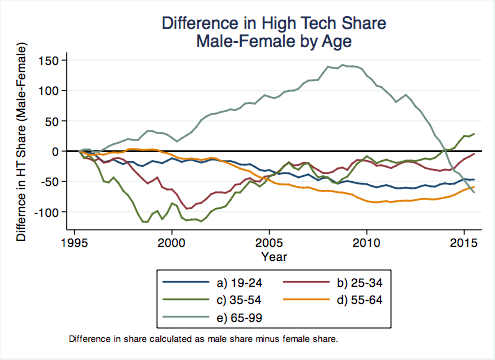 Difference in High Tech Share
Male-Female by Age
Differnce in HT Share (Male-Female)
150
100
50
0
-50
-100
1995
2000
2005
2010
2015
Year
a) 19-24
b) 25-34
c) 35-54
d) 55-64
e) 65-99
Difference in share calculated as male share minus female share.